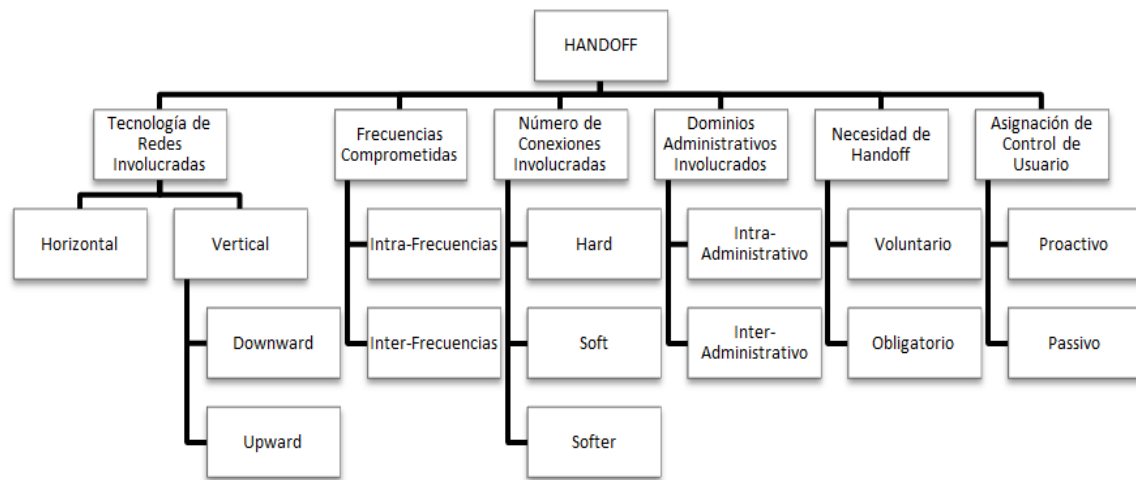 HANDOFF
Tecnología de
Redes
Involucradas
Frecuencias
Comprometidas
Número de
Conexiones
Involucradas
Dominios
Administrativos
Involucrados
Necesidad de
Handoff
Asignación de
Control de
Usuario
Horizontal
Vertical
Intra-Frecuencias
Hard
Intra-
Administrativo
Voluntario
Proactivo
Downward
Inter-Frecuencias
Soft
Inter-
Administrativo
Obligatorio
Passivo
Upward
Softer